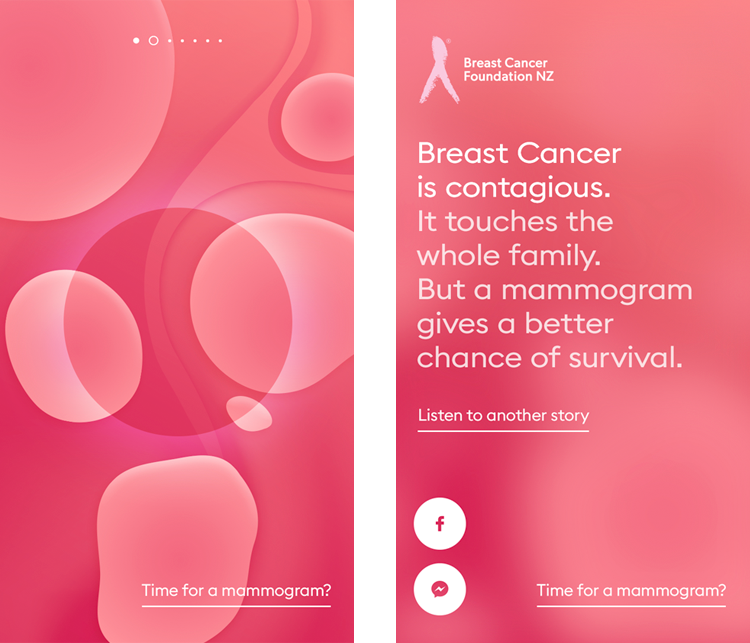 Time for a mammogram?
Breast Cancer
Foundation NZ
Breast Cancer
is contagious.
It touches the
whole family.
But a mammogram
gives a better
chance of survival.
Listen to another story
Time for a mammogram?